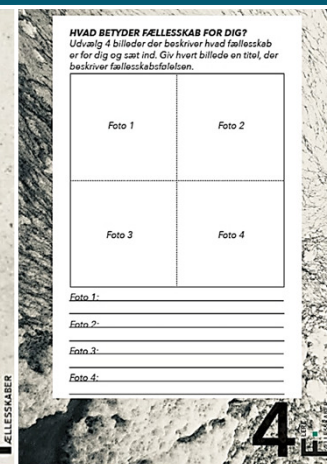 HVAD BETYDER FÆLLESSKAB FOR DIG?
Udvælg 4 billeder der beskriver hvad fællesskab
er for dig og sæt ind. Giv hvert billede en titel, der
beskriver fællesskabsfølelsen.
Foto 1
Foto 2
Foto 3
Foto 4
Foto 1:
Foto 2:
Foto 3:
Foto 4:
ÆLLESSKABER
4